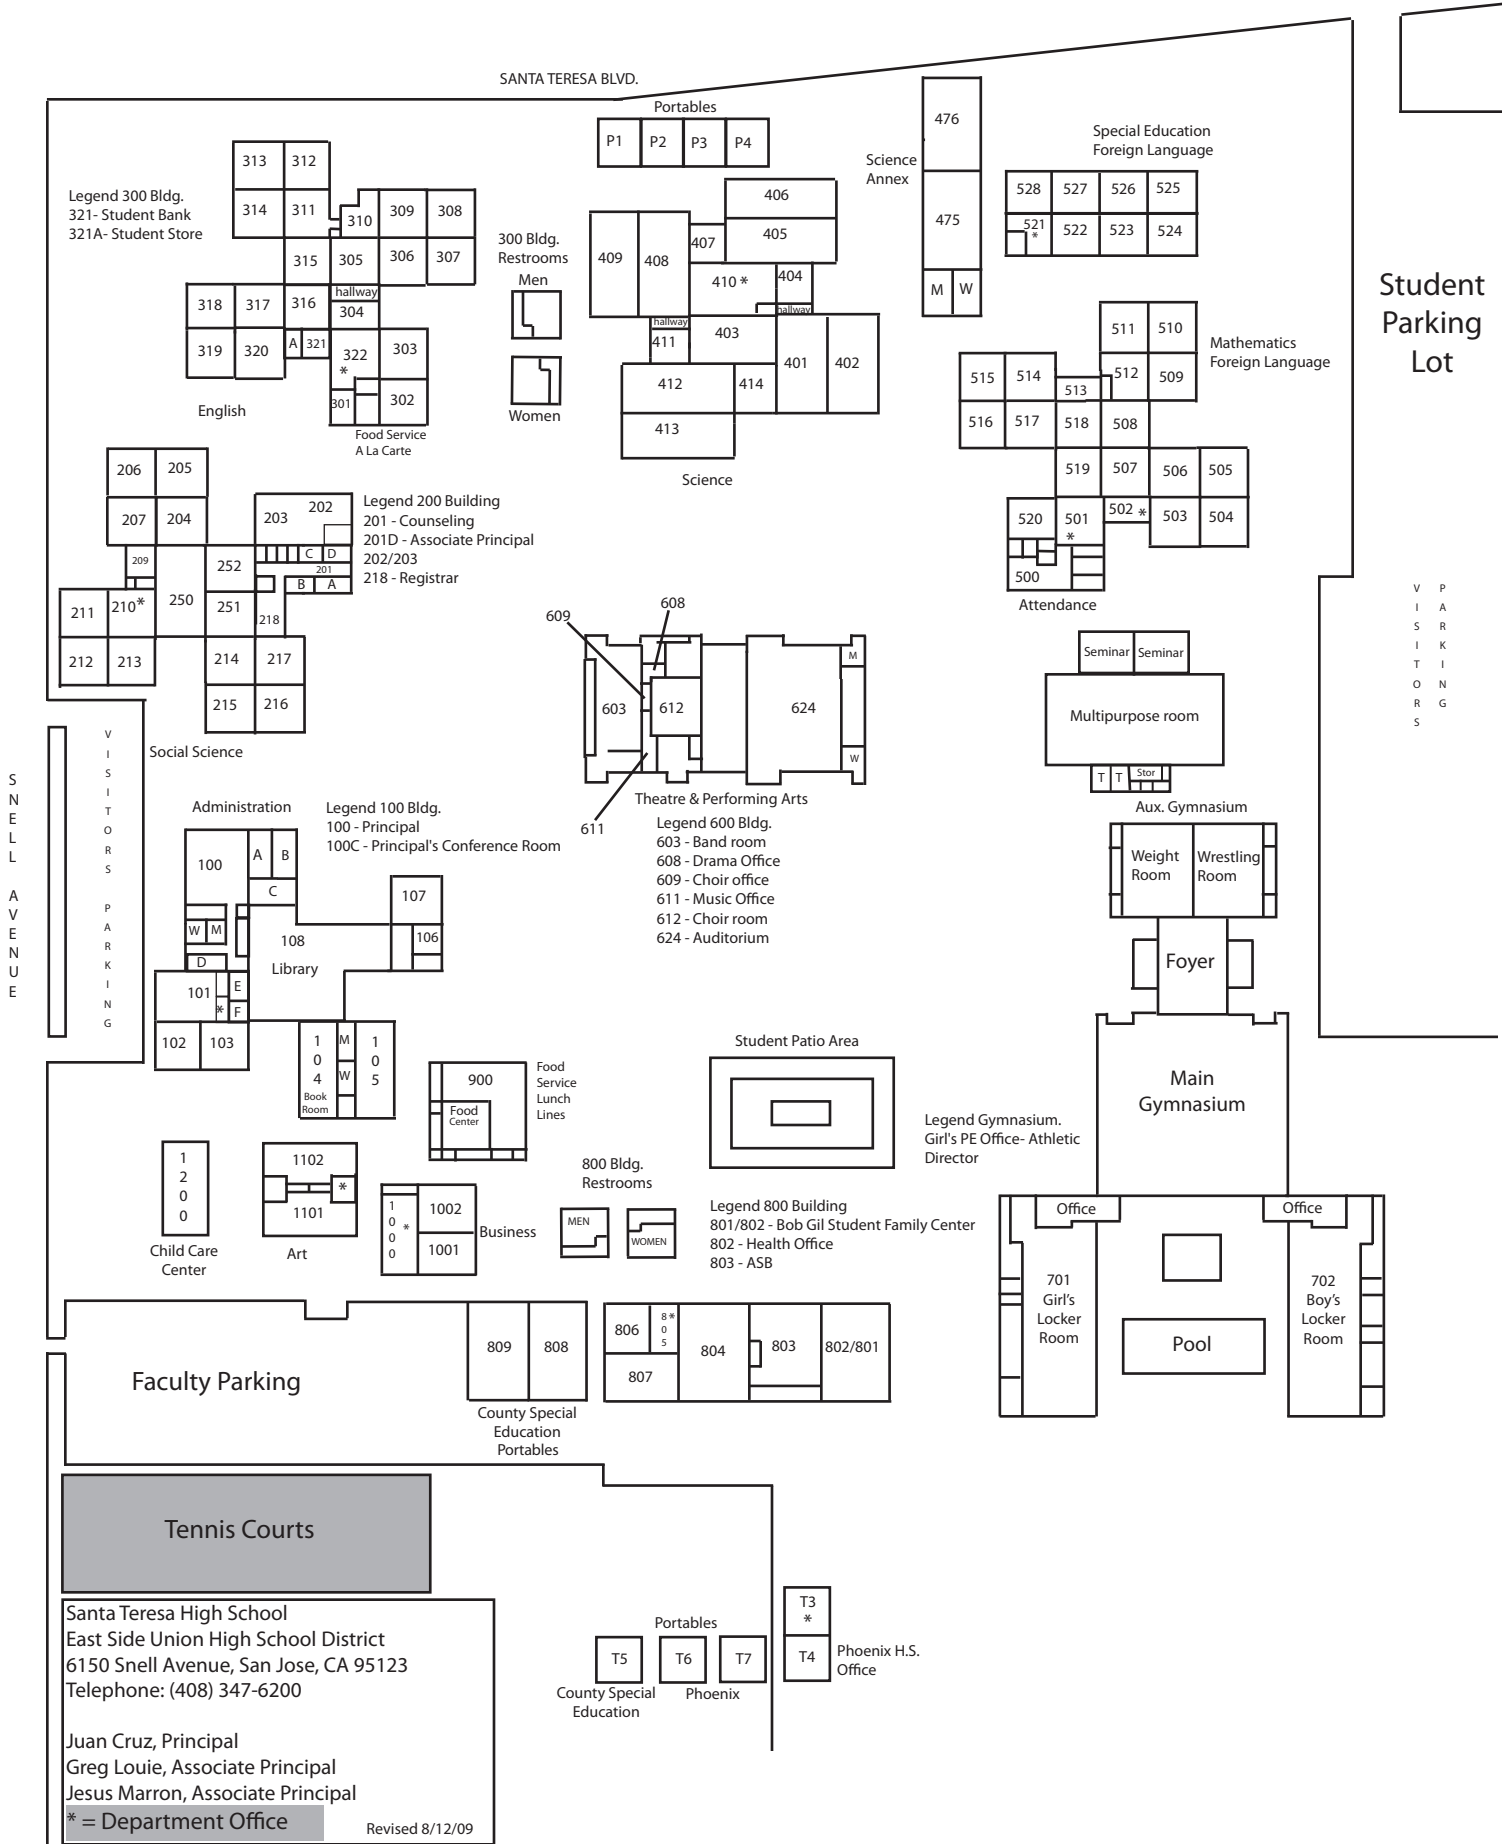 SANTA TERESA BLVD.
Portables
P1 P2 P3 P4
313 312
314 311 310 309 308
315 305 306 307
318 317 316 hallway
304
319 320 A 321 322 303
*
301 302
Legend 300 Bldg.
321- Student Bank
321A- Student Store
English
Food Service
A La Carte
300 Bldg.
Restrooms
Men
Women
406
405
407
409 408
410 * 404
hallway
hallway
403
411
401 402
412 414
413
Science
476
Science
Annex
475
M W
Special Education
Foreign Language
528 527 526 525
521 522 523 524
*
511 510
515 514 513 512 509
516 517 518 508
519 507 506 505
520 501 502 * 503 504
*
500
Mathematics
Foreign Language
Attendance
Student
Parking
Lot
VISITORS PARKING
206 205
207 204 203 202
209 252 C D
201
B A
211 210* 250 251 218
212 213 214 217
215 216
Legend 200 Building
201 - Counseling
201D - Associate Principal
202/203
218 - Registrar
Social Science
SNELL AVENUE
VISITORS PARKING
609 608
603 612 624
M
W
611
Theatre & Performing Arts
Legend 600 Bldg.
603 - Band room
608 - Drama Office
609 - Choir office
611 - Music Office
612 - Choir room
624 - Auditorium
Seminar Seminar
Multipurpose room
T T Stor
Aux. Gymnasium
Weight
Room
Wrestling
Room
Foyer
Main
Gymnasium
Administration
Legend 100 Bldg.
100 - Principal
100C - Principal's Conference Room
100 A B
C
107
W M 108 106
D Library
101 E
* F
102 103
104
Book
Room
M
W
105
900
Food
Center
Food
Service
Lunch
Lines
Student Patio Area
Legend Gymnasium.
Girl's PE Office- Athletic
Director
1200
Child Care
Center
1102
*
1101
Art
1000
*
1002
1001
Business
800 Bldg.
Restrooms
MEN
WOMEN
Legend 800 Building
801/802 - Bob Gil Student Family Center
802 - Health Office
803 - ASB
Office Office
701
Girl's
Locker
Room
Pool
702
Boy's
Locker
Room
809 808
806 805 * 804 803 802/801
807
County Special
Education
Portables
Faculty Parking
Tennis Courts
Santa Teresa High School
East Side Union High School District
6150 Snell Avenue, San Jose, CA 95123
Telephone: (408) 347-6200
Juan Cruz, Principal
Greg Louie, Associate Principal
Jesus Marron, Associate Principal
* = Department Office
Revised 8/12/09
Portables
T5 T6 T7
County Special
Education
Phoenix
T3
*
T4
Phoenix H.S.
Office